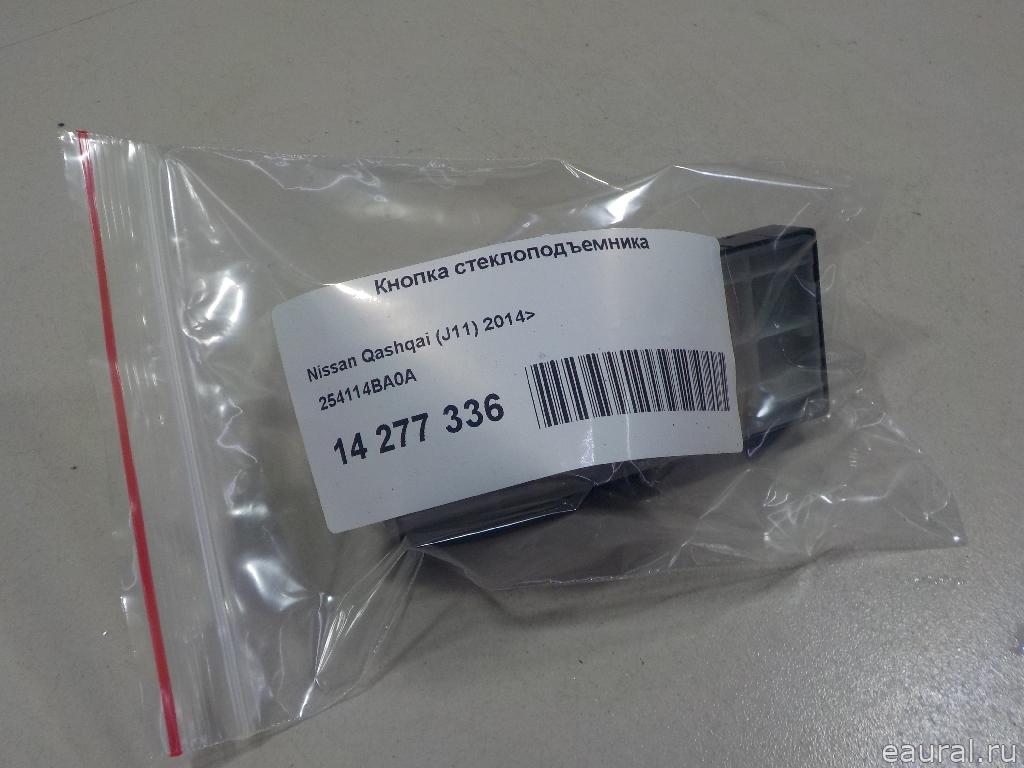 Кнопка стеклоподъемника
Nissan Qashqai (J11) 2014>
254114BA0A
14 277 336
eaural.ru